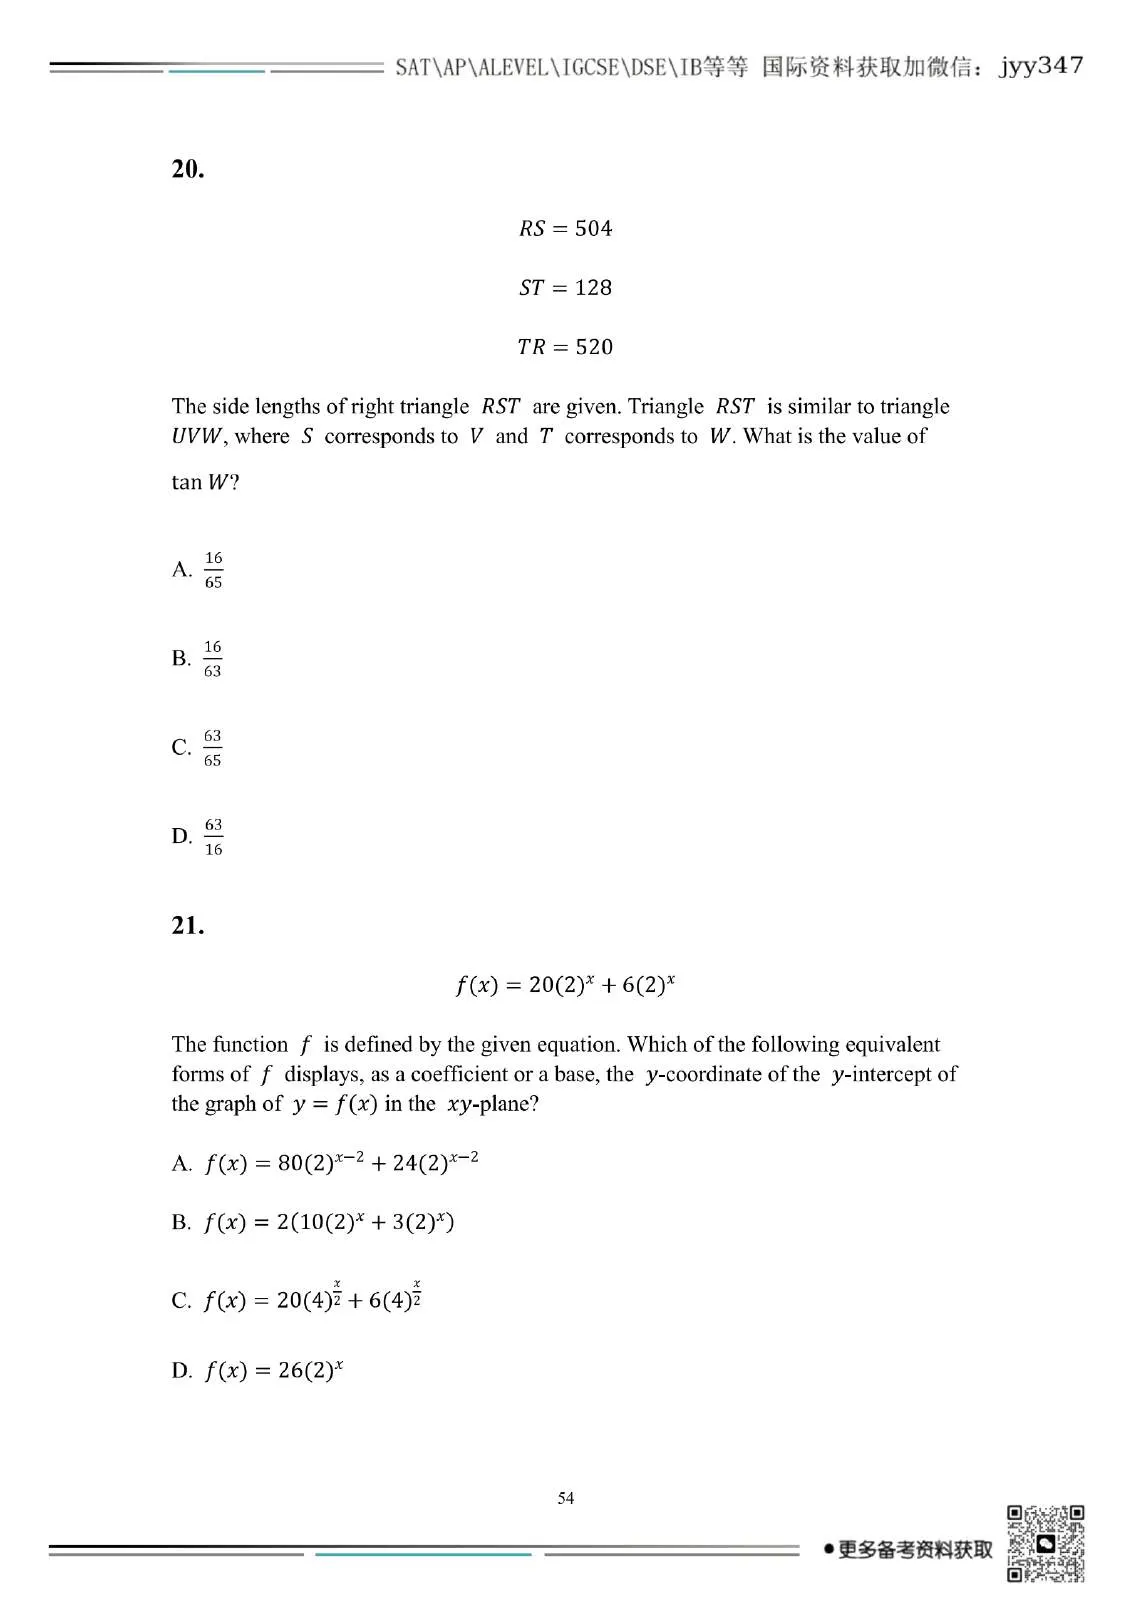 SAT\AP\ALEVEL\IGCSE\DSE\IB等等 国际资料获取加微信：jyy347
20.
RS = 504
ST = 128
TR = 520
The side lengths of right triangle RST are given. Triangle RST is similar to triangle
UVW, where S corresponds to V and T corresponds to W. What is the value of
tan W?
A. 16/65
B. 16/63
C. 63/65
D. 63/16
21.
f(x) = 20(2)^x + 6(2)^x
The function f is defined by the given equation. Which of the following equivalent
forms of f displays, as a coefficient or a base, the y-coordinate of the y-intercept of
the graph of y = f(x) in the xy-plane?
A. f(x) = 80(2)^{x−2} + 24(2)^{x−2}
B. f(x) = 2(10(2)^x + 3(2)^x)
C. f(x) = 20(4)^{x/2} + 6(4)^{x/2}
D. f(x) = 26(2)^x
54
●更多备考资料获取